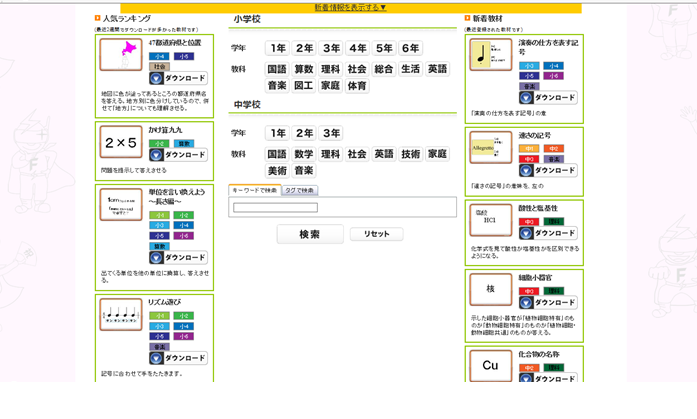 新着情報を表示する▼
人気ランキング
(最近2週間でダウンロードが多かった教材です)
47都道府県と位置
小4 小6
社会
ダウンロード
地図に色が塗ってあるところの都道府県名
を答える。地方別に色分けしているので、併
せて「地方」についても理解させる。
かけ算九九
2×5
小2 算数
ダウンロード
問題を提示して答えさせる
単位を言い換えよう
～長さ編～
小1 小2
小3 小4
小5 小6
算数
ダウンロード
出てくる単位を他の単位に換算し、答えさせ
る。
リズム遊び
小1 小2
小3 小4
小5 小6
音楽
ダウンロード
記号に合わせて手をたたきます。
小学校
学年 1年 2年 3年 4年 5年 6年
教科 国語 算数 理科 社会 総合 生活 英語
音楽 図工 家庭 体育
中学校
学年 1年 2年 3年
教科 国語 数学 理科 社会 英語 技術 家庭
美術 音楽
キーワードで検索 タグで検索
検索 リセット
新着教材
(最近登録された教材です)
演奏の仕方を表す記
号
小3 小4
小5 小6
音楽
ダウンロード
「演奏の仕方を表す記号」の意
速さの記号
Allegretto
中1 中2
中3 音楽
ダウンロード
「速さの記号」の意味を、左の
酸性と塩基性
塩酸
HCl
中3 理科
ダウンロード
化学式を見て酸性か塩基性かを区別できる
ようになる。
細胞小器官
核
中3 理科
ダウンロード
示した細胞小器官が「植物細胞特有」のも
のか「動物細胞特有」のものか「植物細胞・
動物細胞共通」のものか答える。
化合物の名称
Cu
中2 理科
ダウンロード